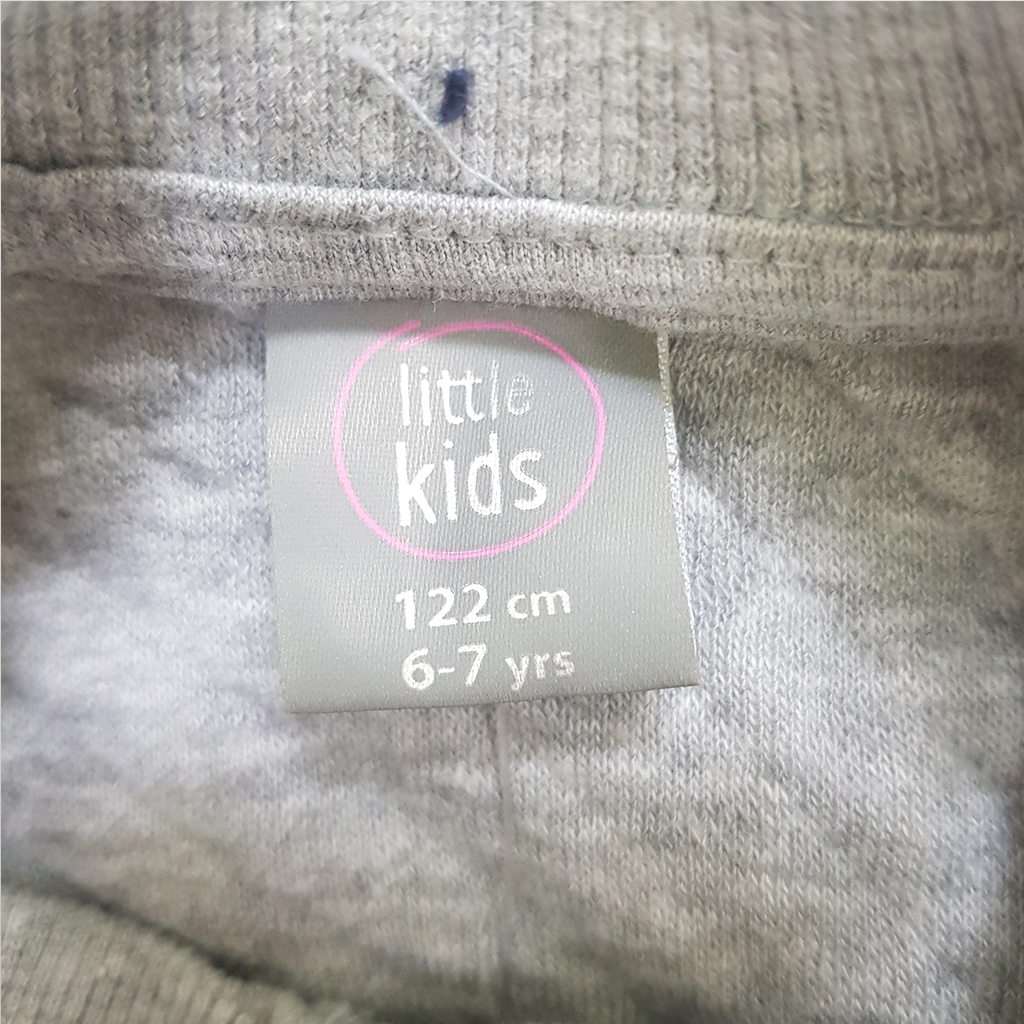 little
kids
122 cm
6-7 yrs